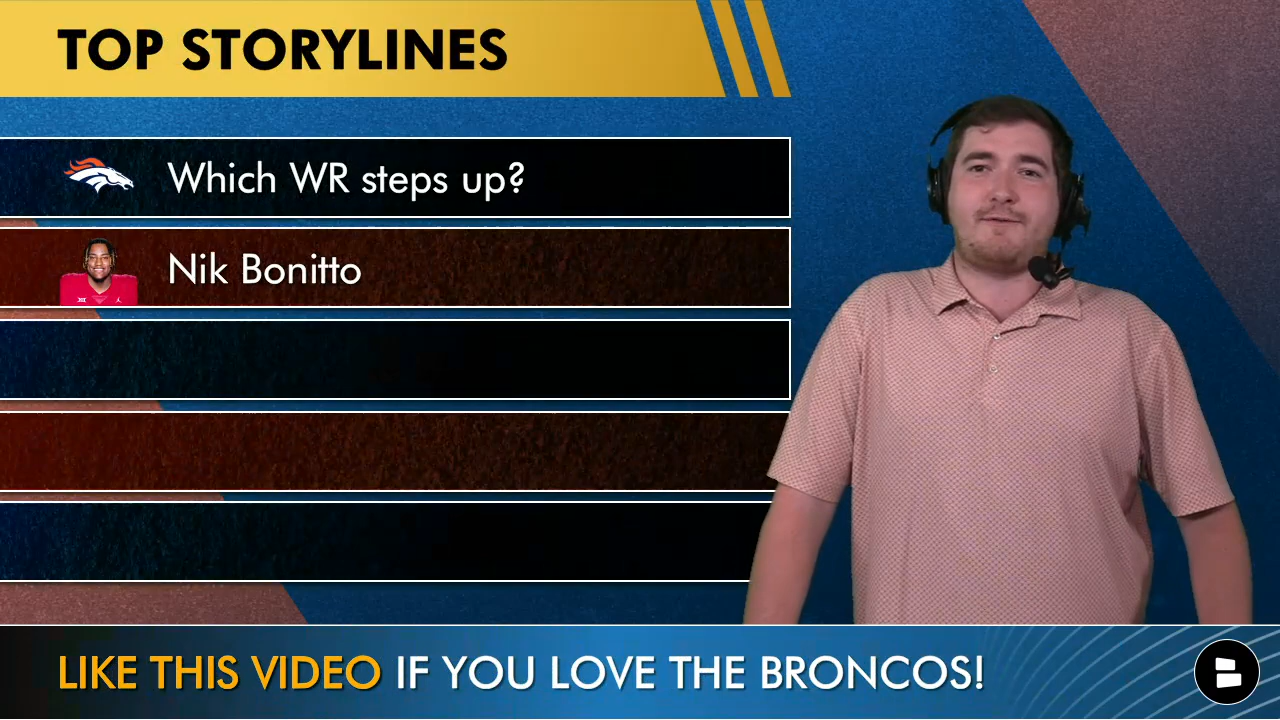 TOP STORYLINES
Which WR steps up?
Nik Bonitto
LIKE THIS VIDEO IF YOU LOVE THE BRONCOS!